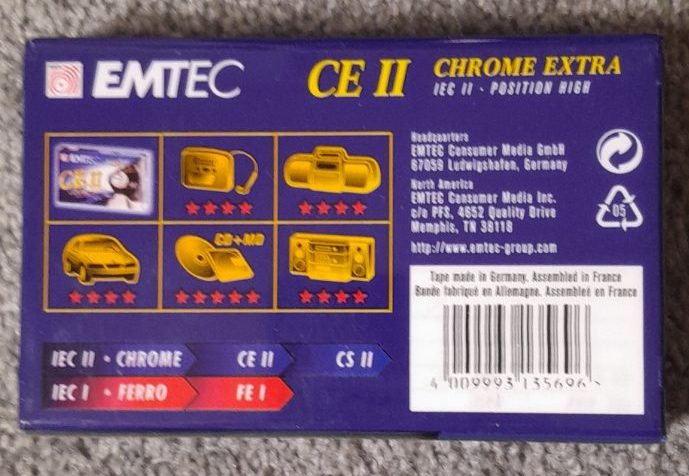 EMTEC
CE II
CHROME EXTRA
IEC II · POSITION HIGH
EMTEC
CE II
CD+MD
Headquarters
EMTEC Consumer Media GmbH
67059 Ludwigshafen, Germany
North America
EMTEC Consumer Media Inc.
c/o PFS, 4652 Quality Drive
Memphis, TN 38118
http://www.emtec-group.com
05
Tape made in Germany. Assembled in France
Bande fabriqué en Allemagne. Assembleé en France
4 009993 135696
IEC II · CHROME
CE II
CS II
IEC I · FERRO
FE I